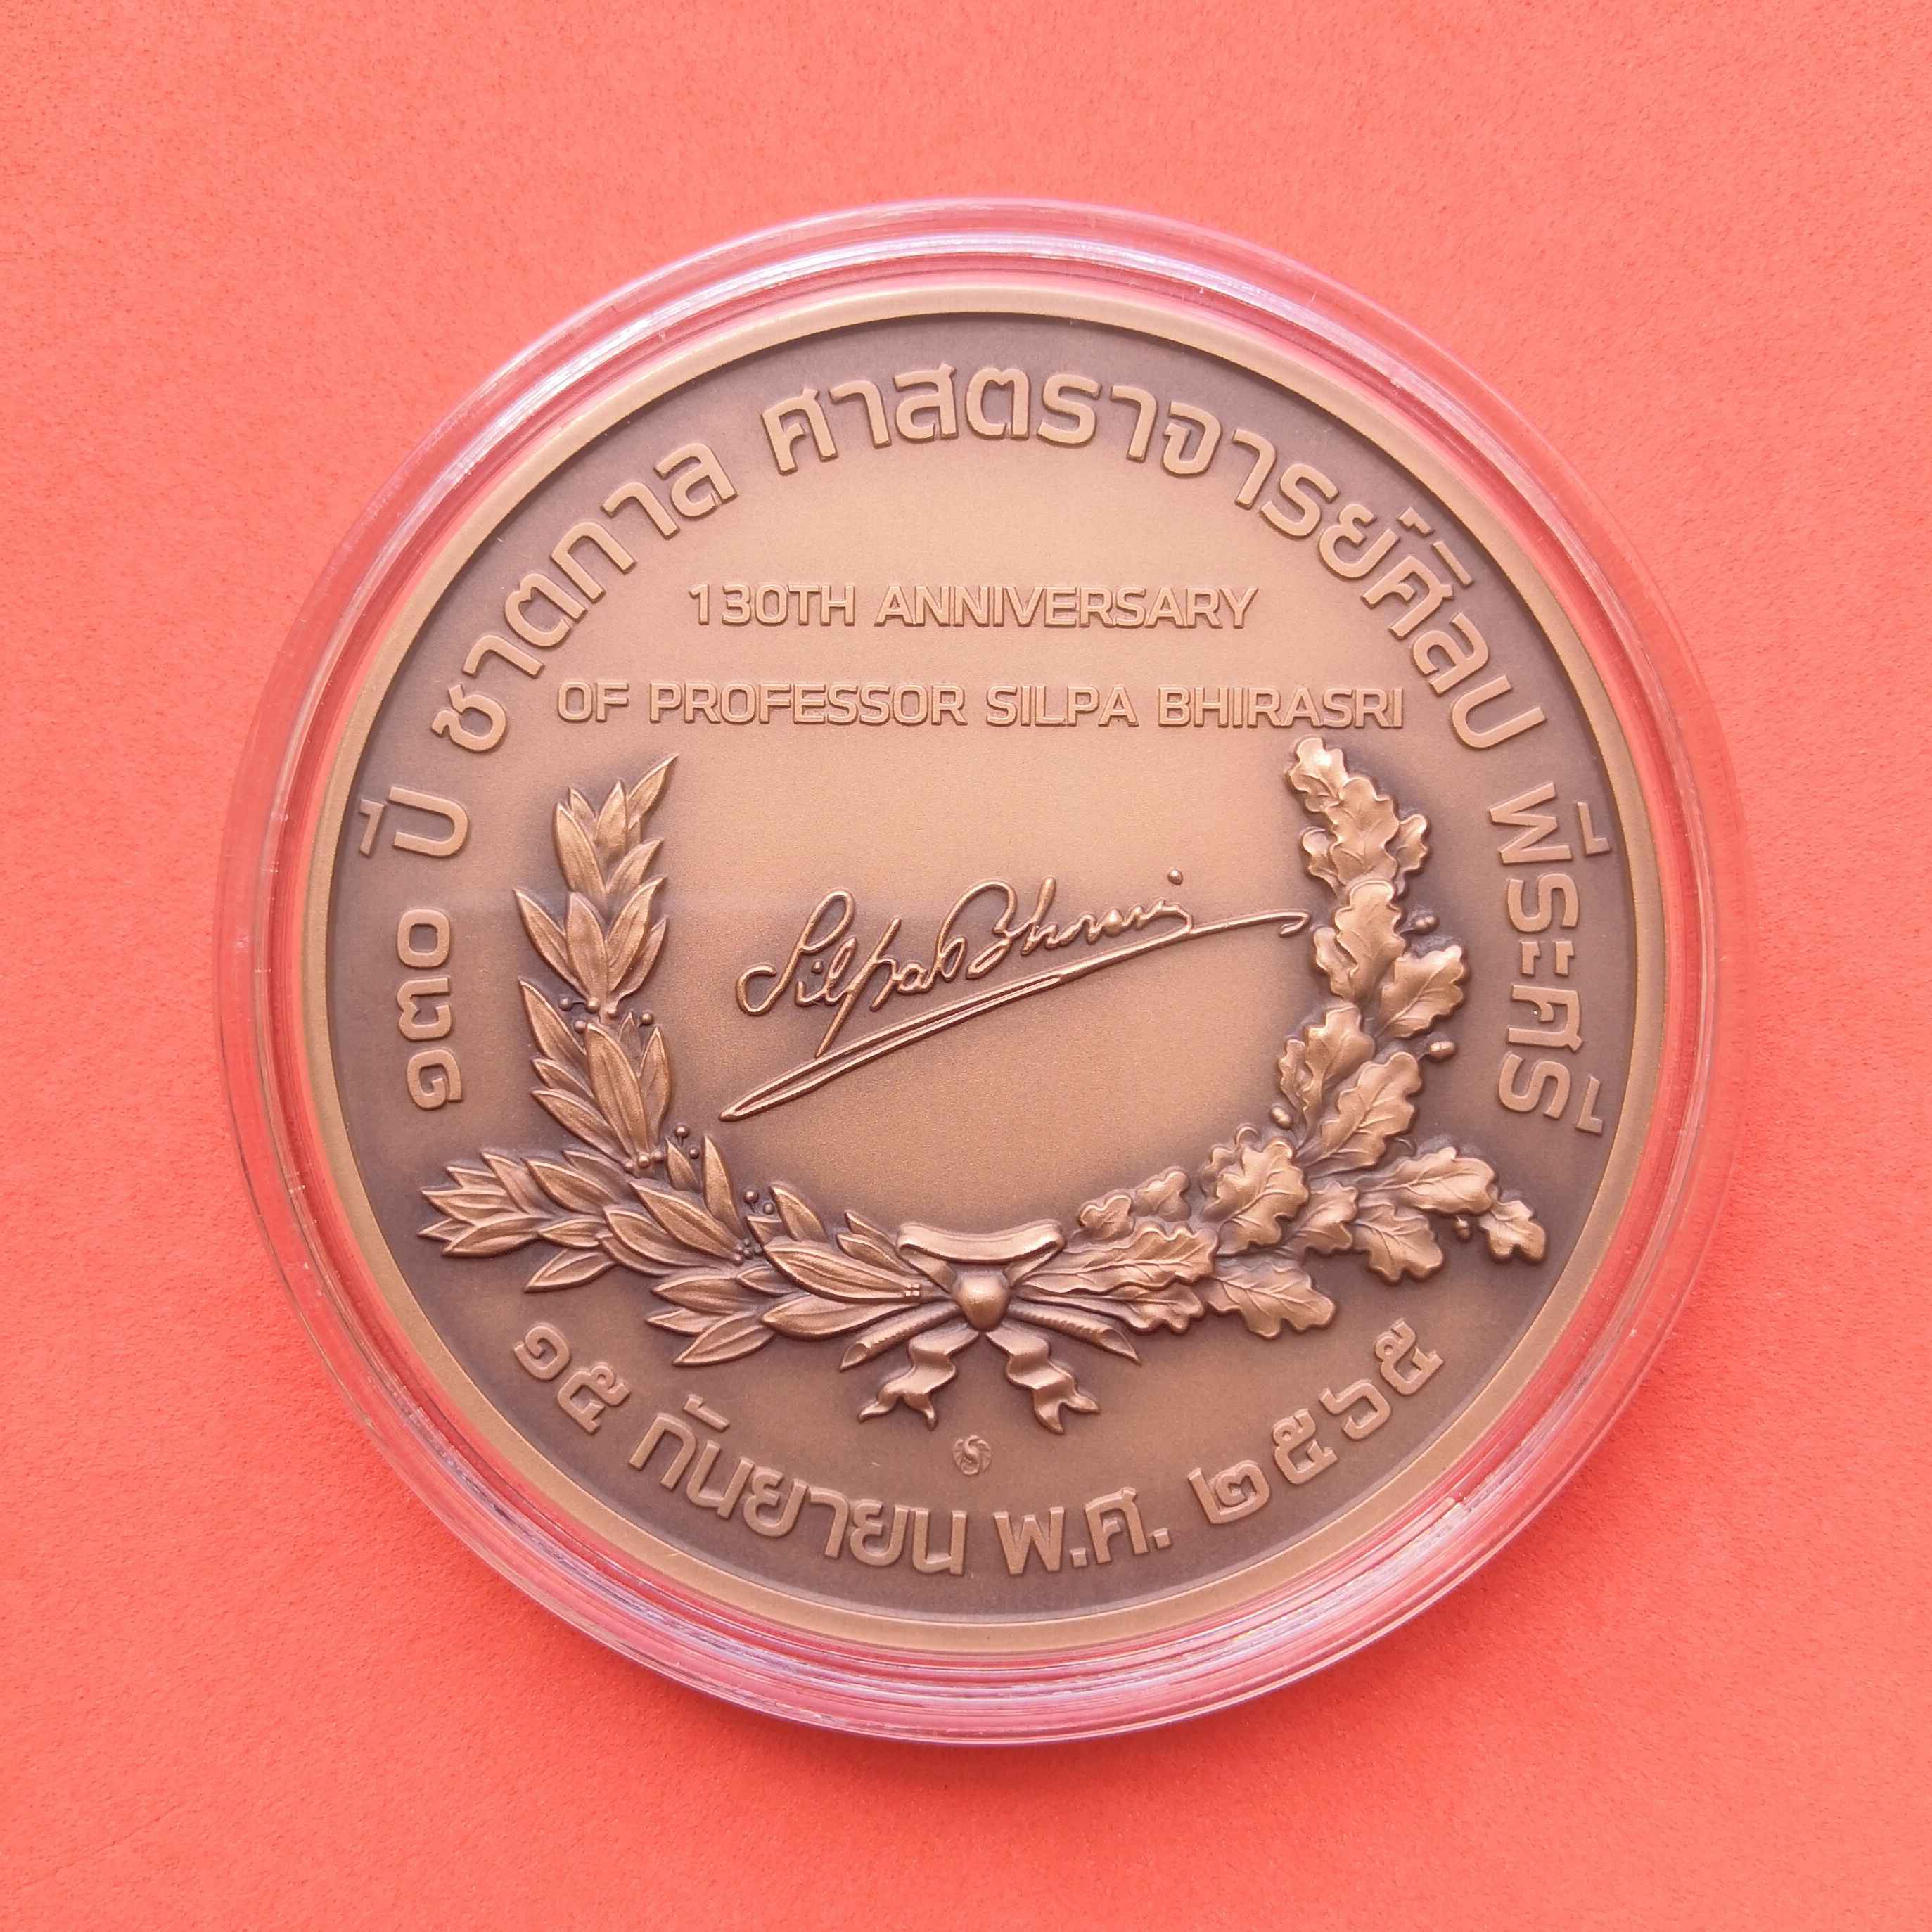 ๑๓๐ ปี ชาตกาล ศาสตราจารย์ศิลป พีระศรี
130TH ANNIVERSARY
OF PROFESSOR SILPA BHIRASRI
Silpa Bhirasri
๑๕ กันยายน พ.ศ. ๒๕๖๕